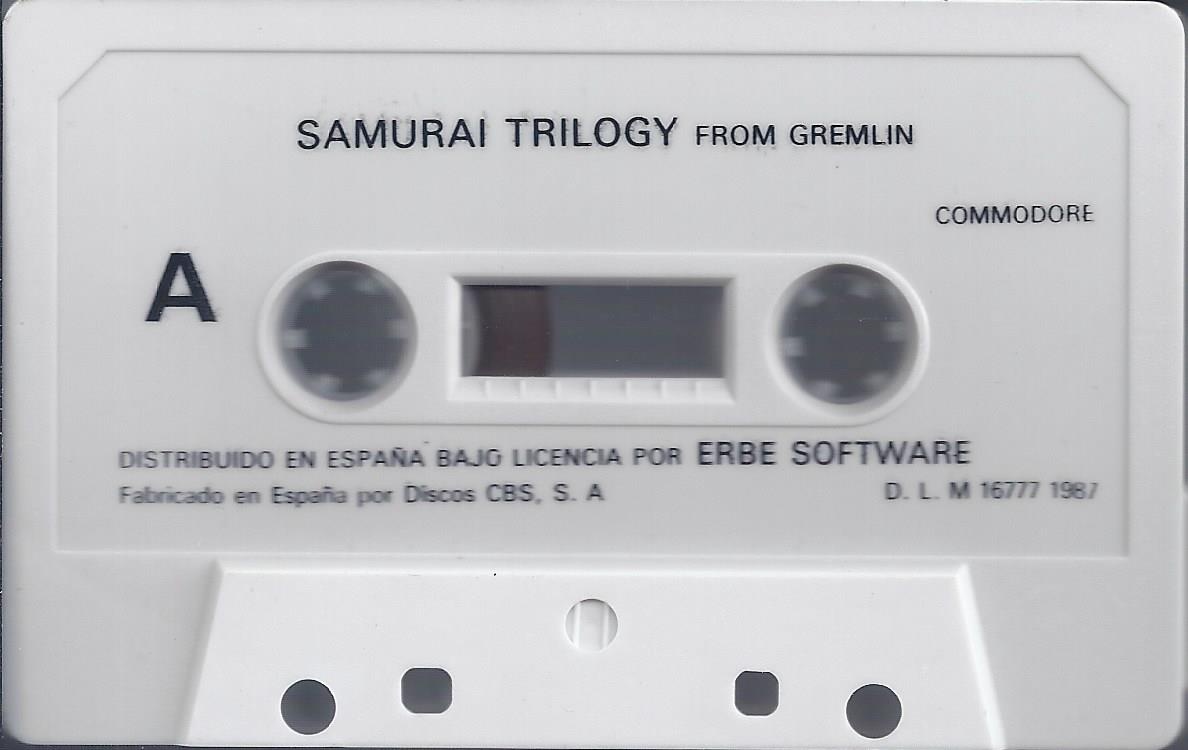 SAMURAI TRILOGY FROM GREMLIN
COMMODORE
A
DISTRIBUIDO EN ESPAÑA BAJO LICENCIA POR ERBE SOFTWARE
Fabricado en España por Discos CBS, S. A
D. L. M 16777 1987